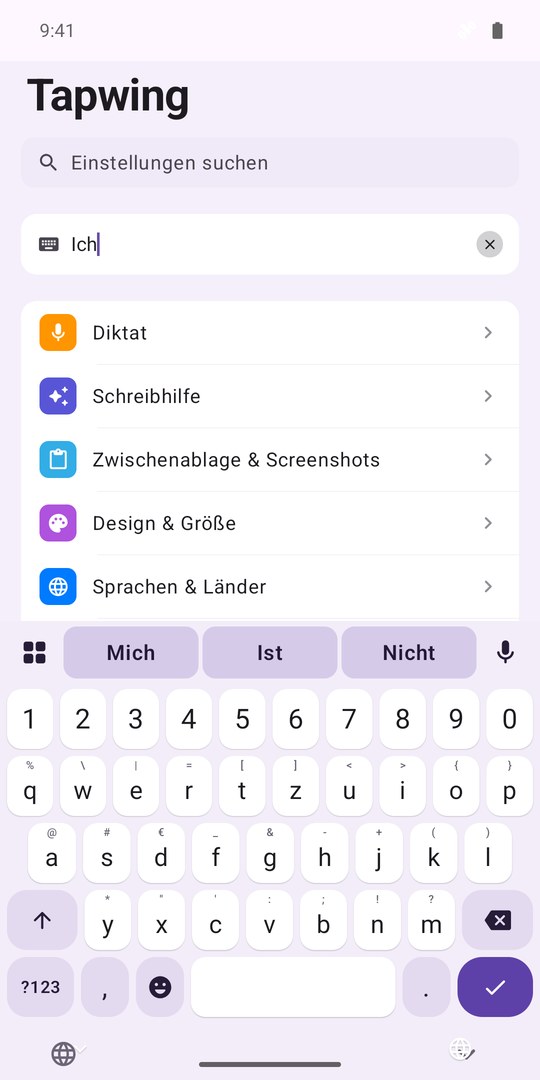 9:41
Tapwing
Einstellungen suchen
Ich
Diktat
Schreibhilfe
Zwischenablage & Screenshots
Design & Größe
Sprachen & Länder
Mich Ist Nicht
1 2 3 4 5 6 7 8 9 0
% \ | = [ ] < > { }
q w e r t z u i o p
@ # € _ & - + ( )
a s d f g h j k l
* " ' : ; ! ?
y x c v b n m
?123 , .